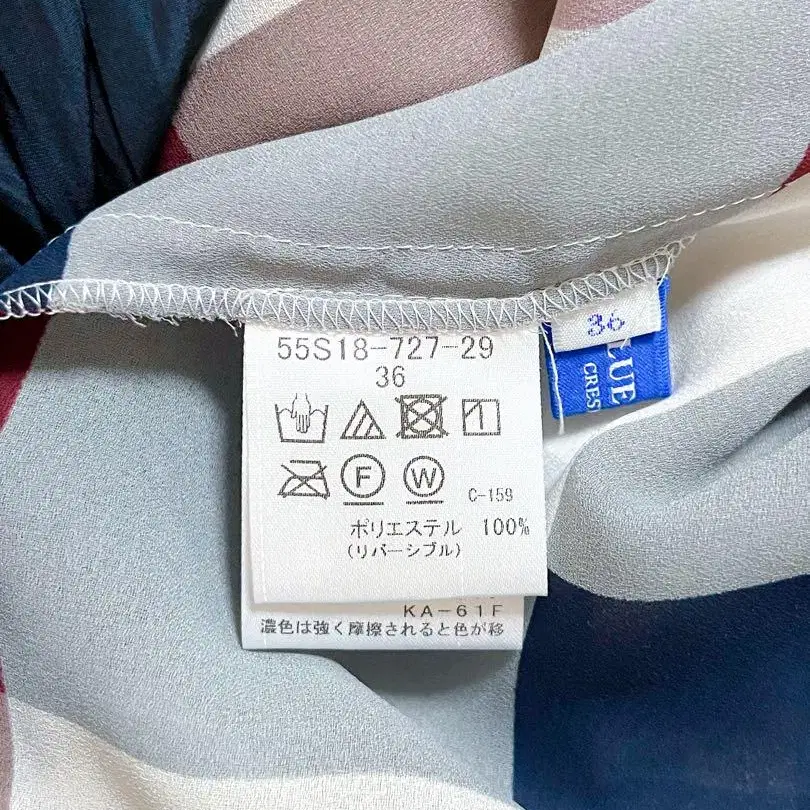 55S18-727-29
36
36
LUE
CRES
F
W
C-159
ポリエステル 100%
(リバーシブル)
KA-61F
濃色は強く摩擦されると色が移